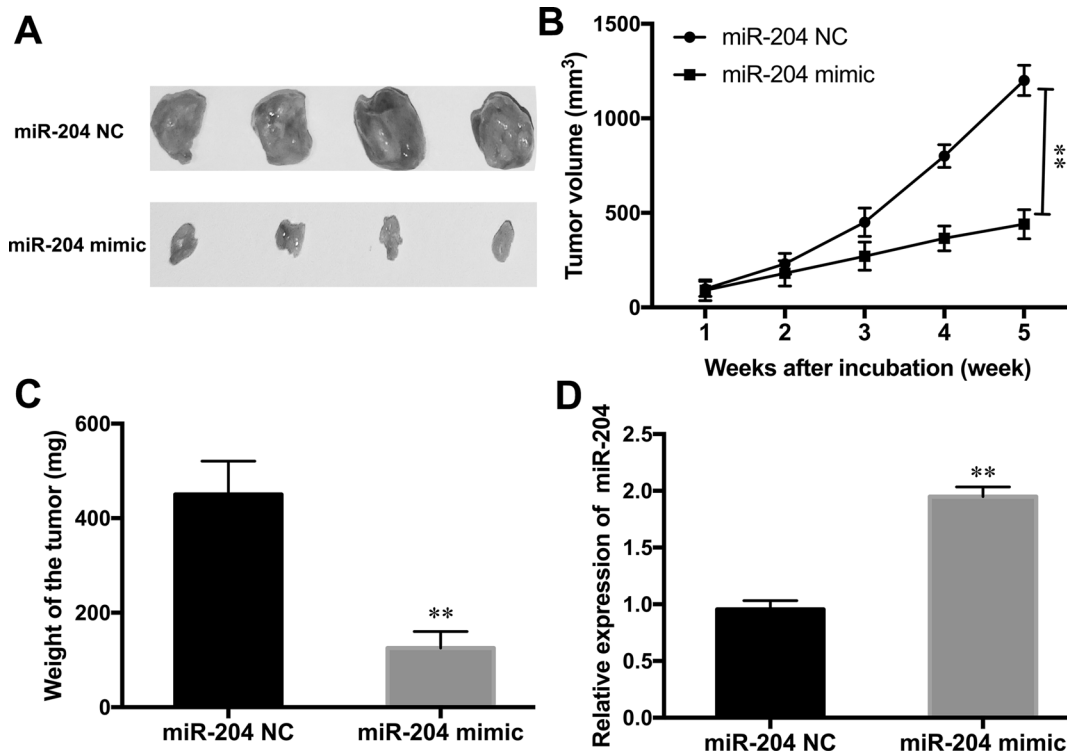 A
miR-204 NC
miR-204 mimic
B
miR-204 NC
miR-204 mimic
Tumor volume (mm³)
1500
1000
500
0
**
1 2 3 4 5
Weeks after incubation (week)
C
Weight of the tumor (mg)
600
400
200
0
**
miR-204 NC miR-204 mimic
D
Relative expression of miR-204
2.5
2.0
1.5
1.0
0.5
0.0
**
miR-204 NC miR-204 mimic